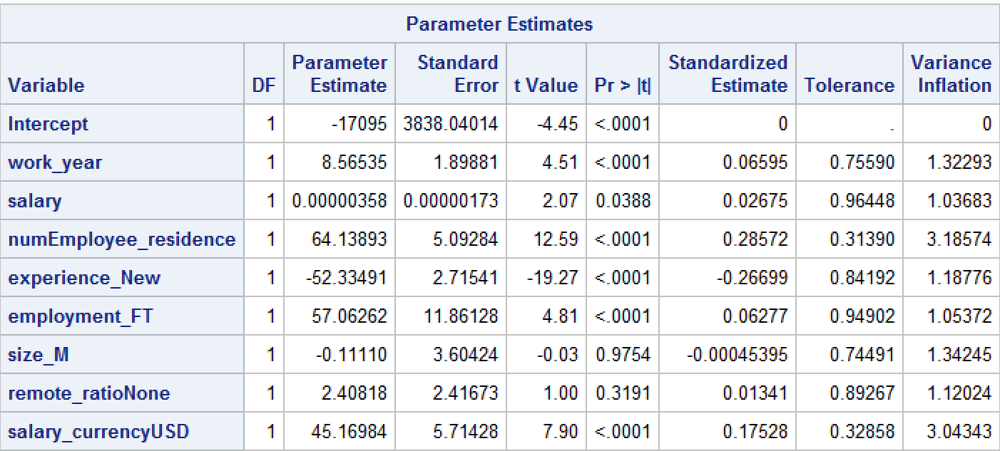 Parameter Estimates
Variable DF Parameter Estimate Standard Error t Value Pr > |t| Standardized Estimate Tolerance Variance Inflation
Intercept 1 -17095 3838.04014 -4.45 <.0001 0 . 0
work_year 1 8.56535 1.89881 4.51 <.0001 0.06595 0.75590 1.32293
salary 1 0.00000358 0.00000173 2.07 0.0388 0.02675 0.96448 1.03683
numEmployee_residence 1 64.13893 5.09284 12.59 <.0001 0.28572 0.31390 3.18574
experience_New 1 -52.33491 2.71541 -19.27 <.0001 -0.26699 0.84192 1.18776
employment_FT 1 57.06262 11.86128 4.81 <.0001 0.06277 0.94902 1.05372
size_M 1 -0.11110 3.60424 -0.03 0.9754 -0.00045395 0.74491 1.34245
remote_ratioNone 1 2.40818 2.41673 1.00 0.3191 0.01341 0.89267 1.12024
salary_currencyUSD 1 45.16984 5.71428 7.90 <.0001 0.17528 0.32858 3.04343